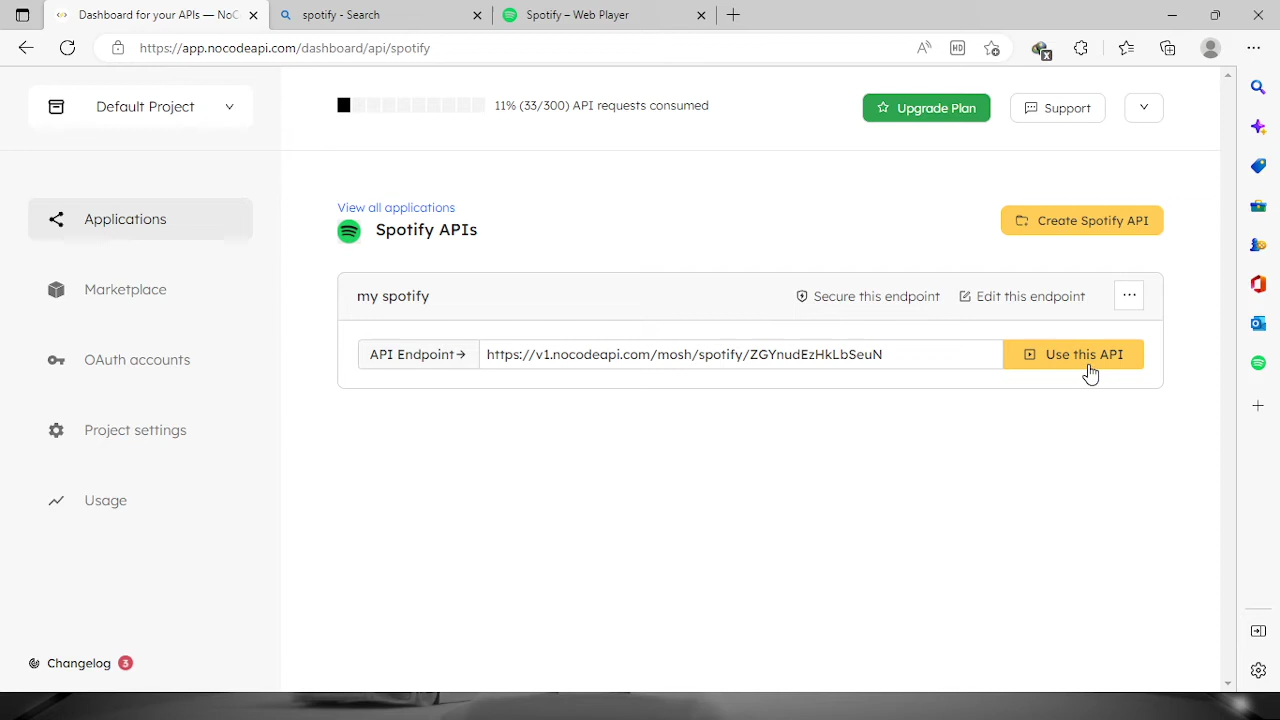 Dashboard for your APIs — NoC
spotify - Search
Spotify – Web Player
https://app.nocodeapi.com/dashboard/api/spotify
HD
Default Project
11% (33/300) API requests consumed
Upgrade Plan
Support
Applications
View all applications
Spotify APIs
Create Spotify API
Marketplace
my spotify
Secure this endpoint
Edit this endpoint
API Endpoint→
https://v1.nocodeapi.com/mosh/spotify/ZGYnudEzHkLbSeuN
Use this API
OAuth accounts
Project settings
Usage
Changelog 3